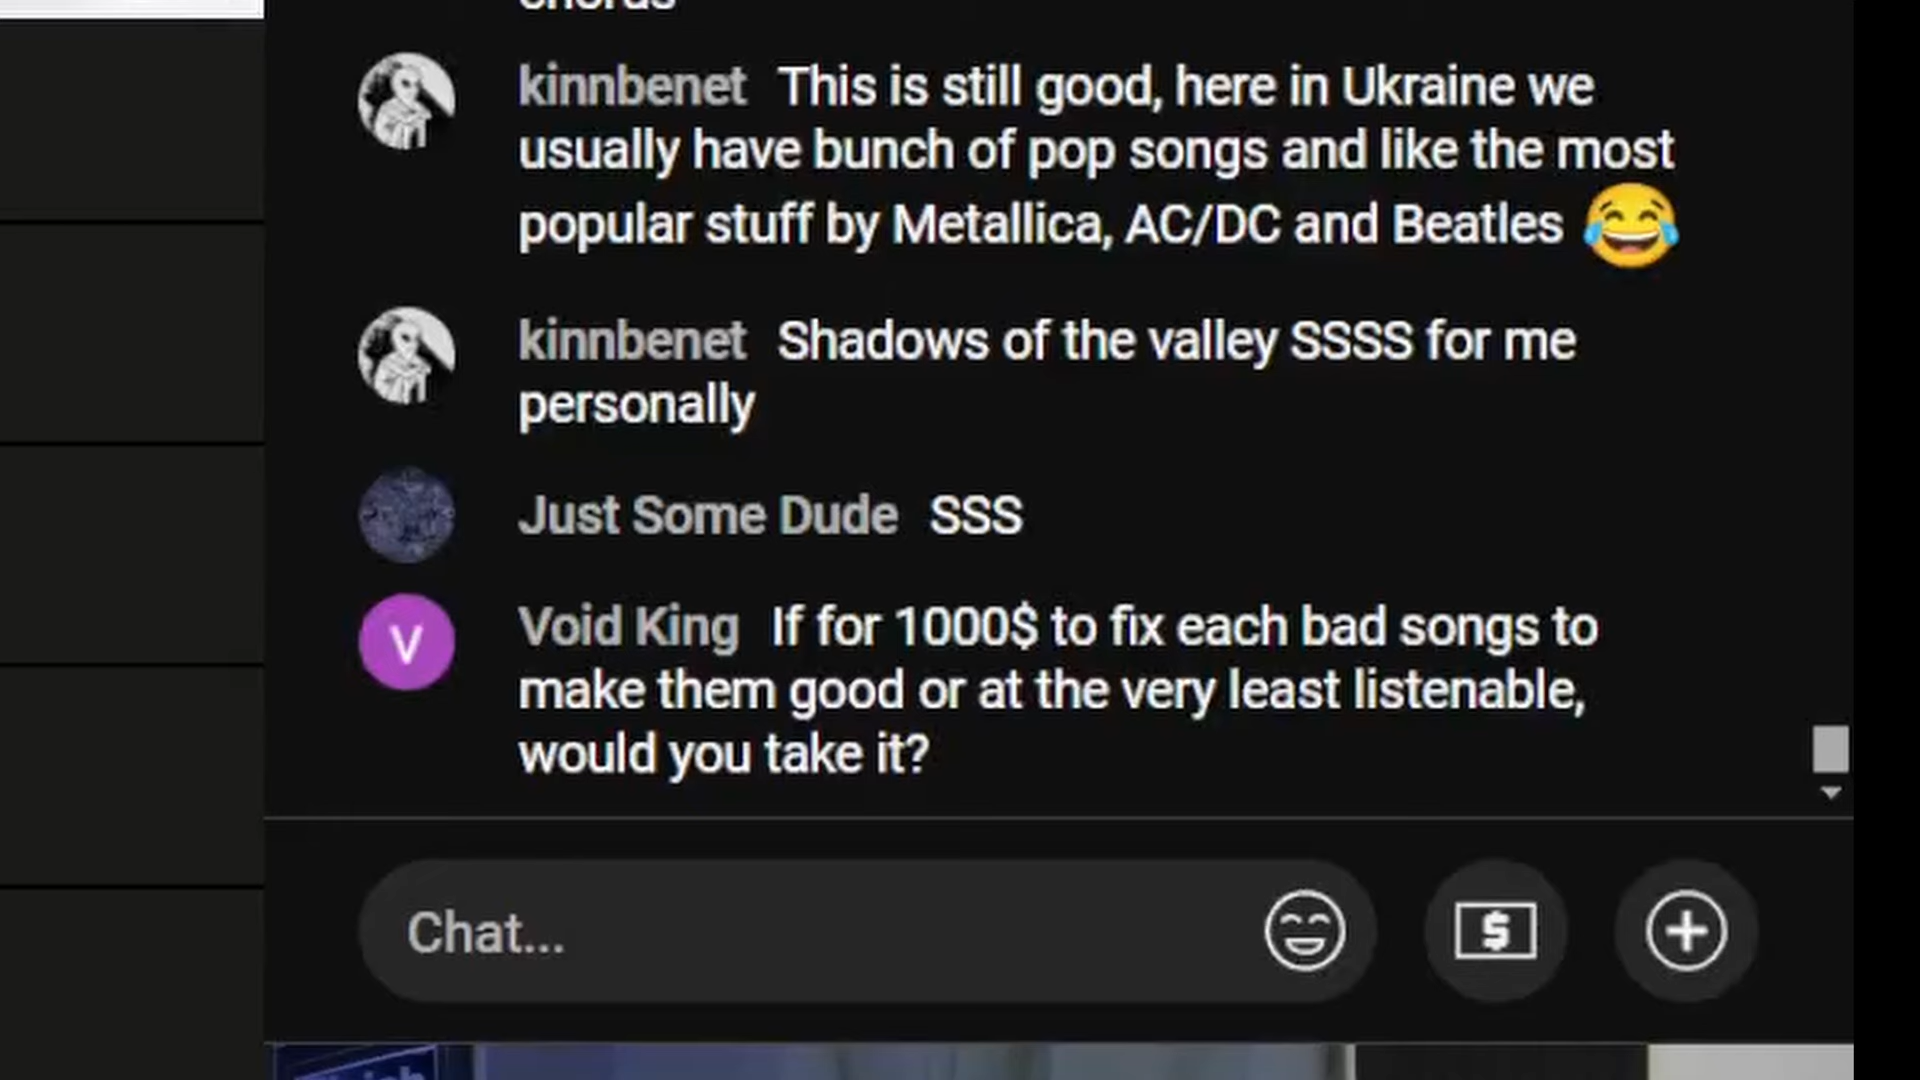 chords
kinnbenet This is still good, here in Ukraine we
usually have bunch of pop songs and like the most
popular stuff by Metallica, AC/DC and Beatles 😂
kinnbenet Shadows of the valley SSSS for me
personally
Just Some Dude SSS
V
Void King If for 1000$ to fix each bad songs to
make them good or at the very least listenable,
would you take it?
Chat...